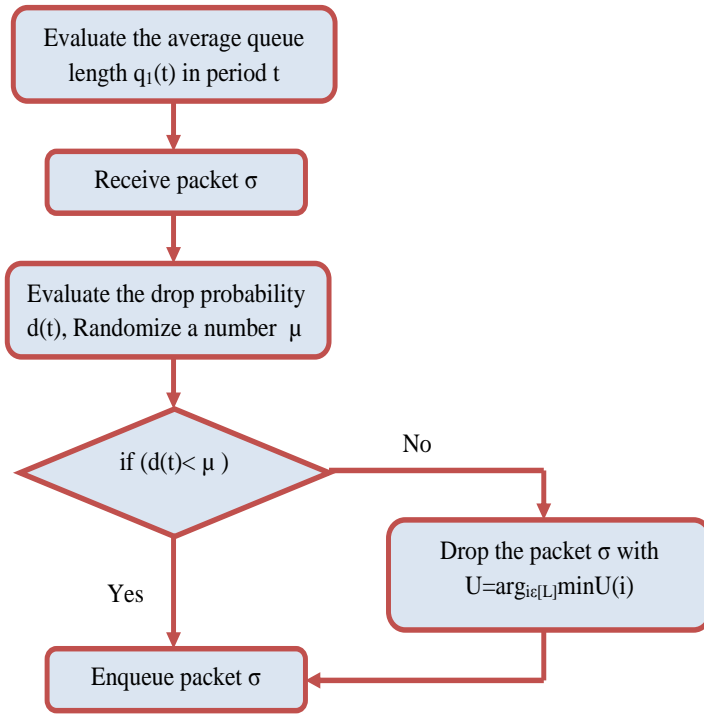 Evaluate the average queue
length q₁(t) in period t
Receive packet σ
Evaluate the drop probability
d(t), Randomize a number μ
if (d(t)< μ )
No
Drop the packet σ with
U=argᵢε[L]minU(i)
Yes
Enqueue packet σ